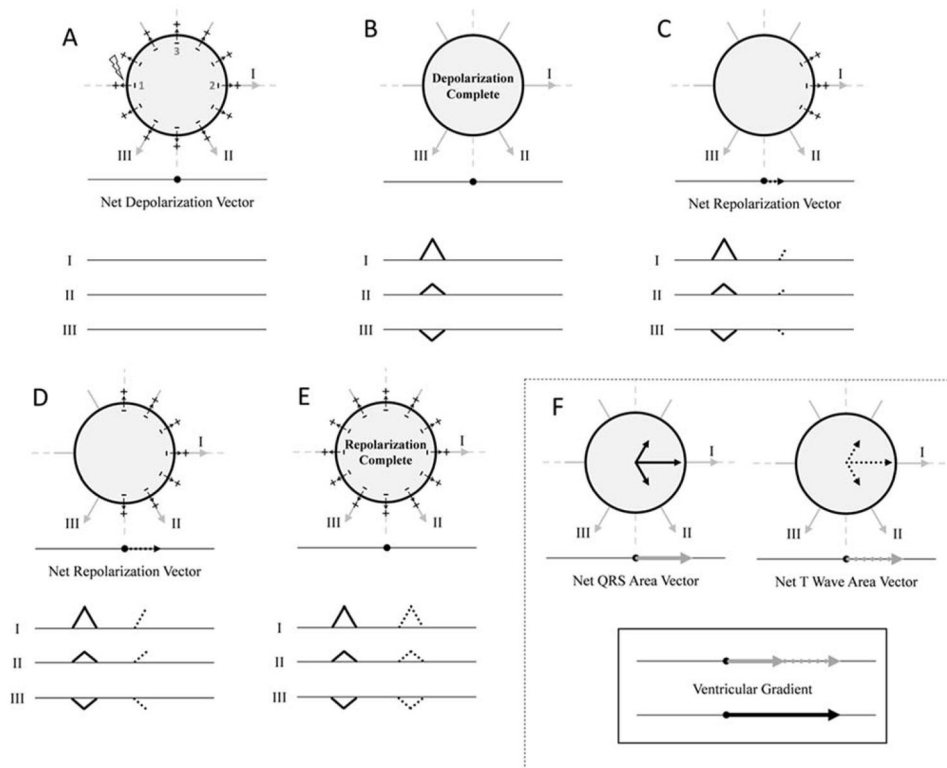 A
B
C
1
2
3
I
II
III
Depolarization
Complete
I
II
III
I
II
III
Net Depolarization Vector
Net Repolarization Vector
I
II
III
I
II
III
I
II
III
D
E
F
I
II
III
Repolarization
Complete
I
II
III
I
II
III
I
II
III
Net Repolarization Vector
Net QRS Area Vector
Net T Wave Area Vector
I
II
III
I
II
III
Ventricular Gradient